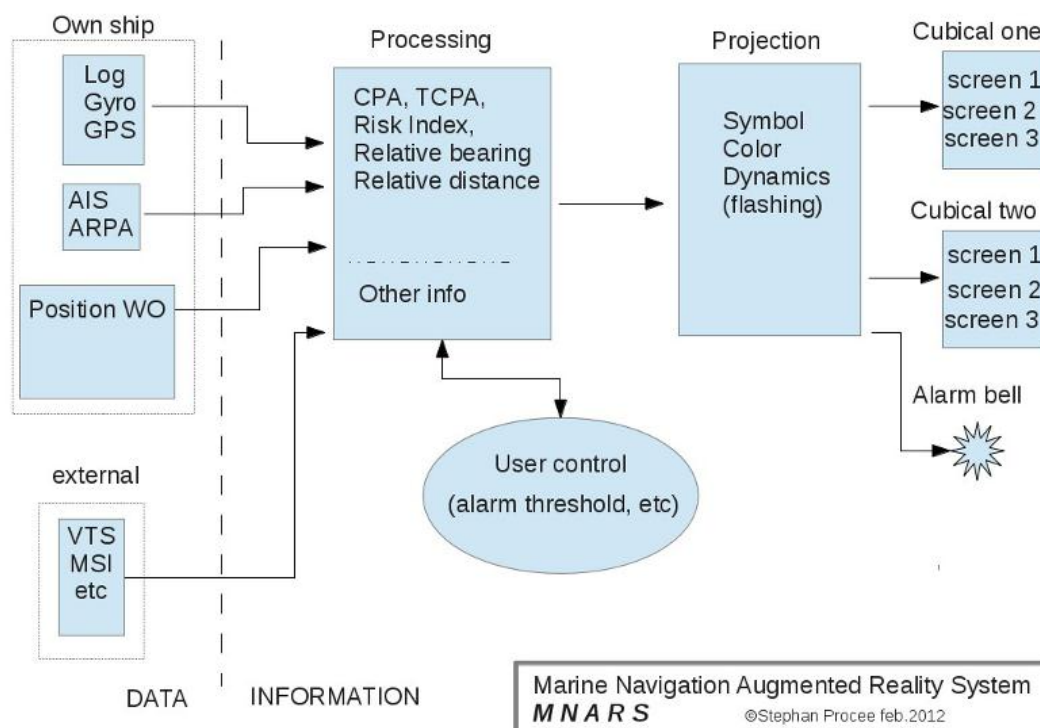 Own ship
Log
Gyro
GPS
AIS
ARPA
Position WO
external
VTS
MSI
etc
DATA
INFORMATION
Processing
CPA, TCPA,
Risk Index,
Relative bearing
Relative distance
Other info
User control
(alarm threshold, etc)
Projection
Symbol
Color
Dynamics
(flashing)
Cubical one
screen 1
screen 2
screen 3
Cubical two
screen 1
screen 2
screen 3
Alarm bell
Marine Navigation Augmented Reality System
M N A R S ©Stephan Procee feb.2012